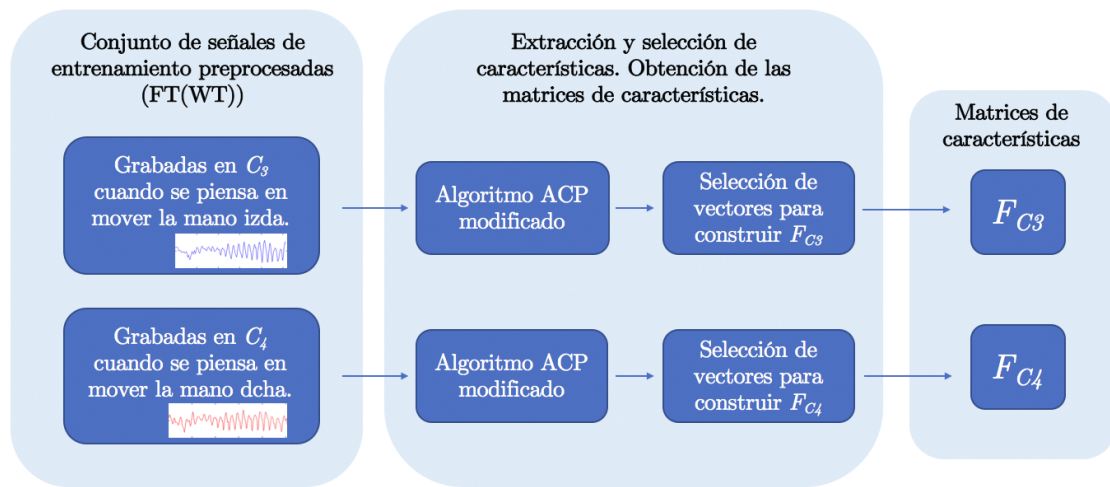 Conjunto de señales de
entrenamiento preprocesadas
(FT(WT))
Grabadas en C3
cuando se piensa en
mover la mano izda.
Grabadas en C4
cuando se piensa en
mover la mano dcha.
Extracción y selección de
características. Obtención de las
matrices de características.
Algoritmo ACP
modificado
Selección de
vectores para
construir FC3
Algoritmo ACP
modificado
Selección de
vectores para
construir FC4
Matrices de
características
FC3
FC4